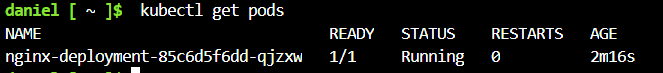 daniel [ ~ ]$ kubectl get pods
NAME READY STATUS RESTARTS AGE
nginx-deployment-85c6d5f6dd-qjzxw 1/1 Running 0 2m16s